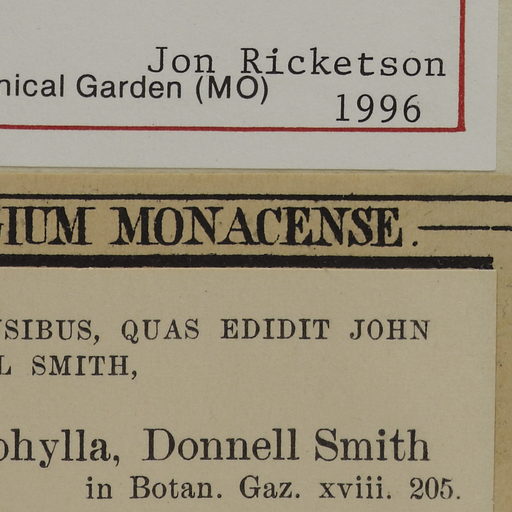 Jon Ricketson
nical Garden (MO)
1996
IUM MONACENSE.
SIBUS, QUAS EDIDIT JOHN
L SMITH,
phylla, Donnell Smith
in Botan. Gaz. xviii. 205.